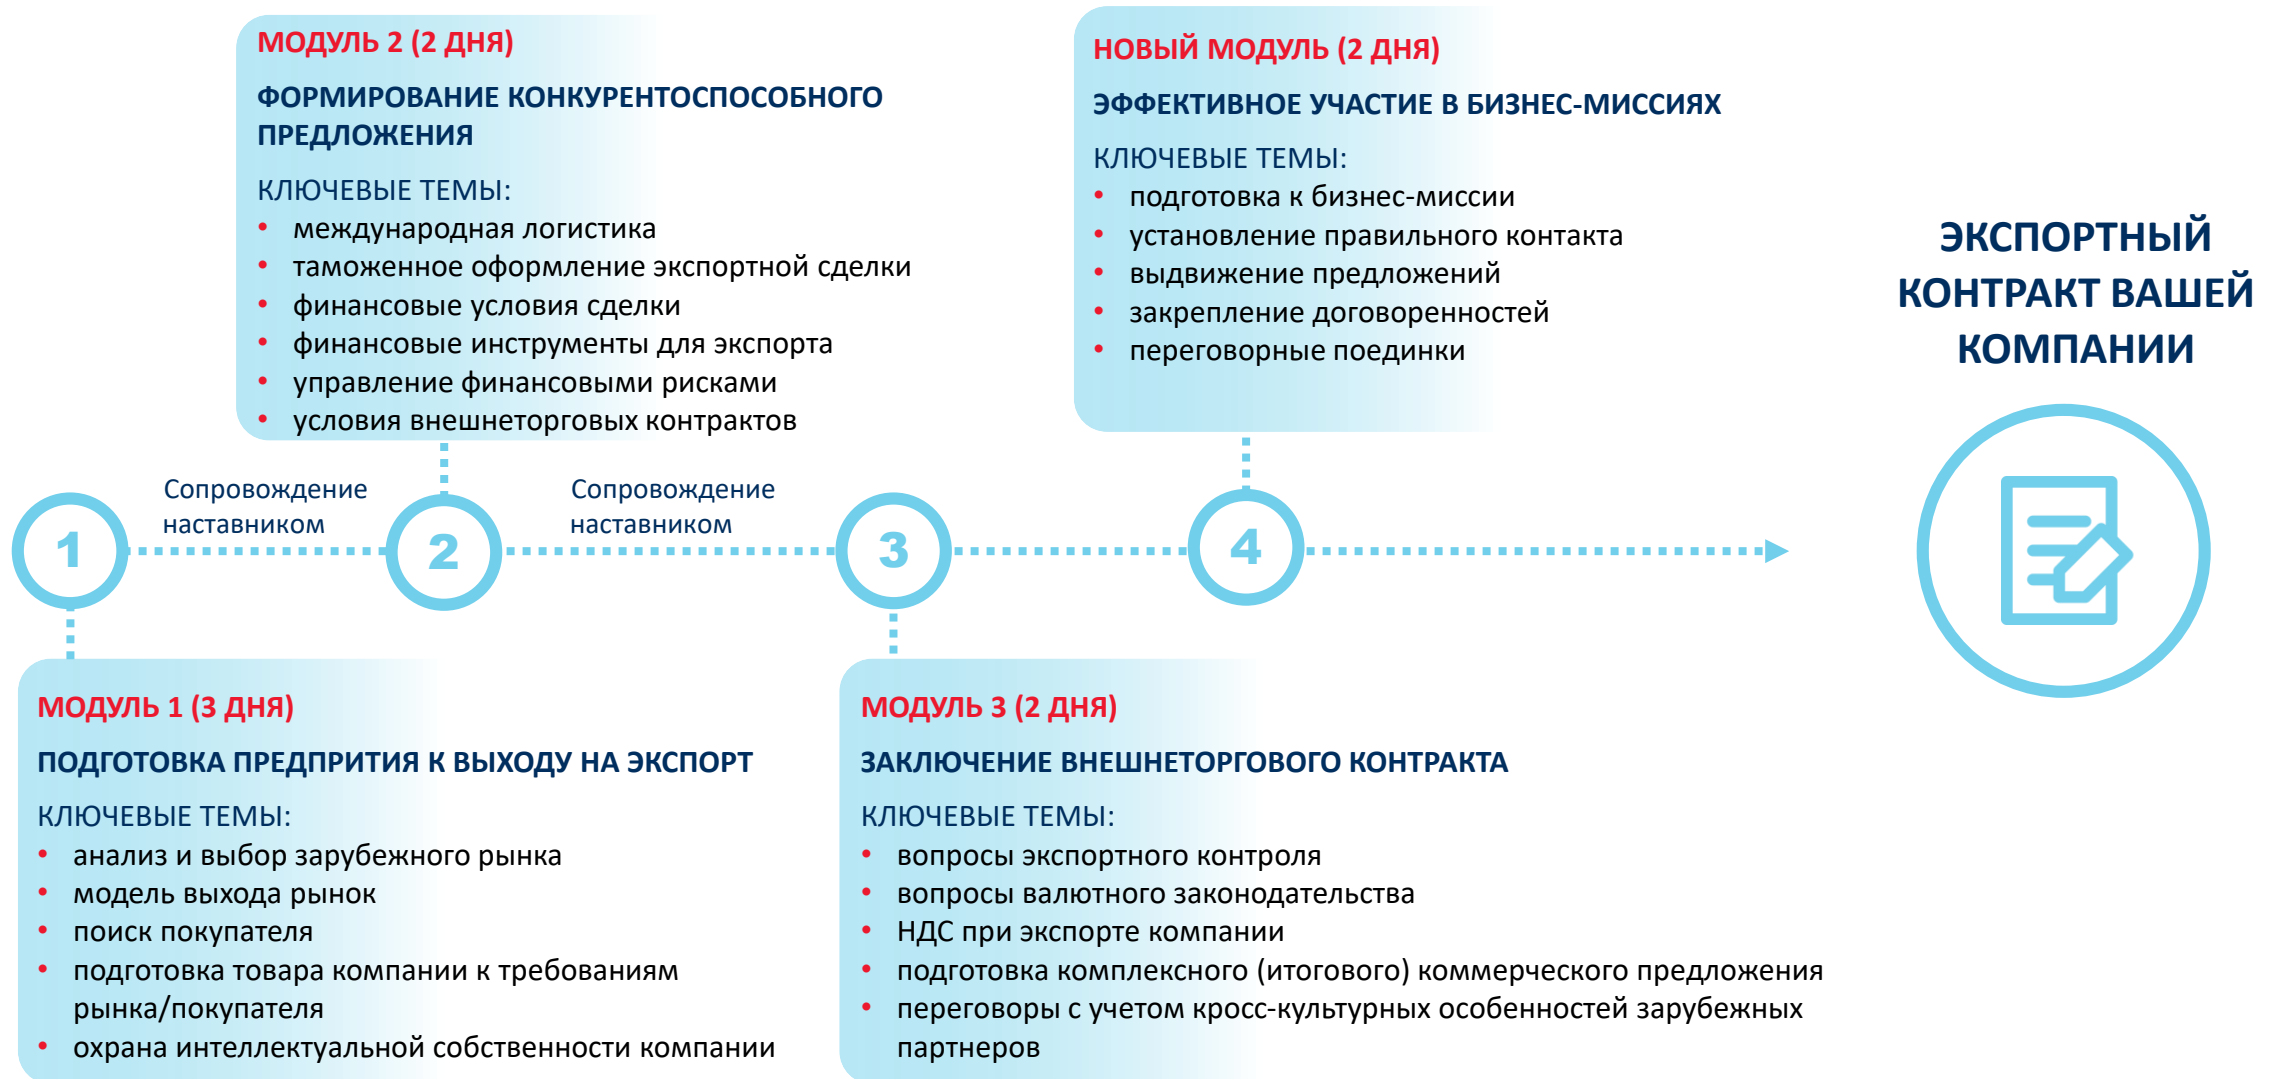 МОДУЛЬ 2 (2 ДНЯ)
ФОРМИРОВАНИЕ КОНКУРЕНТОСПОСОБНОГО
ПРЕДЛОЖЕНИЯ
КЛЮЧЕВЫЕ ТЕМЫ:
• международная логистика
• таможенное оформление экспортной сделки
• финансовые условия сделки
• финансовые инструменты для экспорта
• управление финансовыми рисками
• условия внешнеторговых контрактов
НОВЫЙ МОДУЛЬ (2 ДНЯ)
ЭФФЕКТИВНОЕ УЧАСТИЕ В БИЗНЕС-МИССИЯХ
КЛЮЧЕВЫЕ ТЕМЫ:
• подготовка к бизнес-миссии
• установление правильного контакта
• выдвижение предложений
• закрепление договоренностей
• переговорные поединки
ЭКСПОРТНЫЙ
КОНТРАКТ ВАШЕЙ
КОМПАНИИ
1
Сопровождение
наставником
2
Сопровождение
наставником
3
4
МОДУЛЬ 1 (3 ДНЯ)
ПОДГОТОВКА ПРЕДПРИТИЯ К ВЫХОДУ НА ЭКСПОРТ
КЛЮЧЕВЫЕ ТЕМЫ:
• анализ и выбор зарубежного рынка
• модель выхода рынок
• поиск покупателя
• подготовка товара компании к требованиям
рынка/покупателя
• охрана интеллектуальной собственности компании
МОДУЛЬ 3 (2 ДНЯ)
ЗАКЛЮЧЕНИЕ ВНЕШНЕТОРГОВОГО КОНТРАКТА
КЛЮЧЕВЫЕ ТЕМЫ:
• вопросы экспортного контроля
• вопросы валютного законодательства
• НДС при экспорте компании
• подготовка комплексного (итогового) коммерческого предложения
• переговоры с учетом кросс-культурных особенностей зарубежных
партнеров